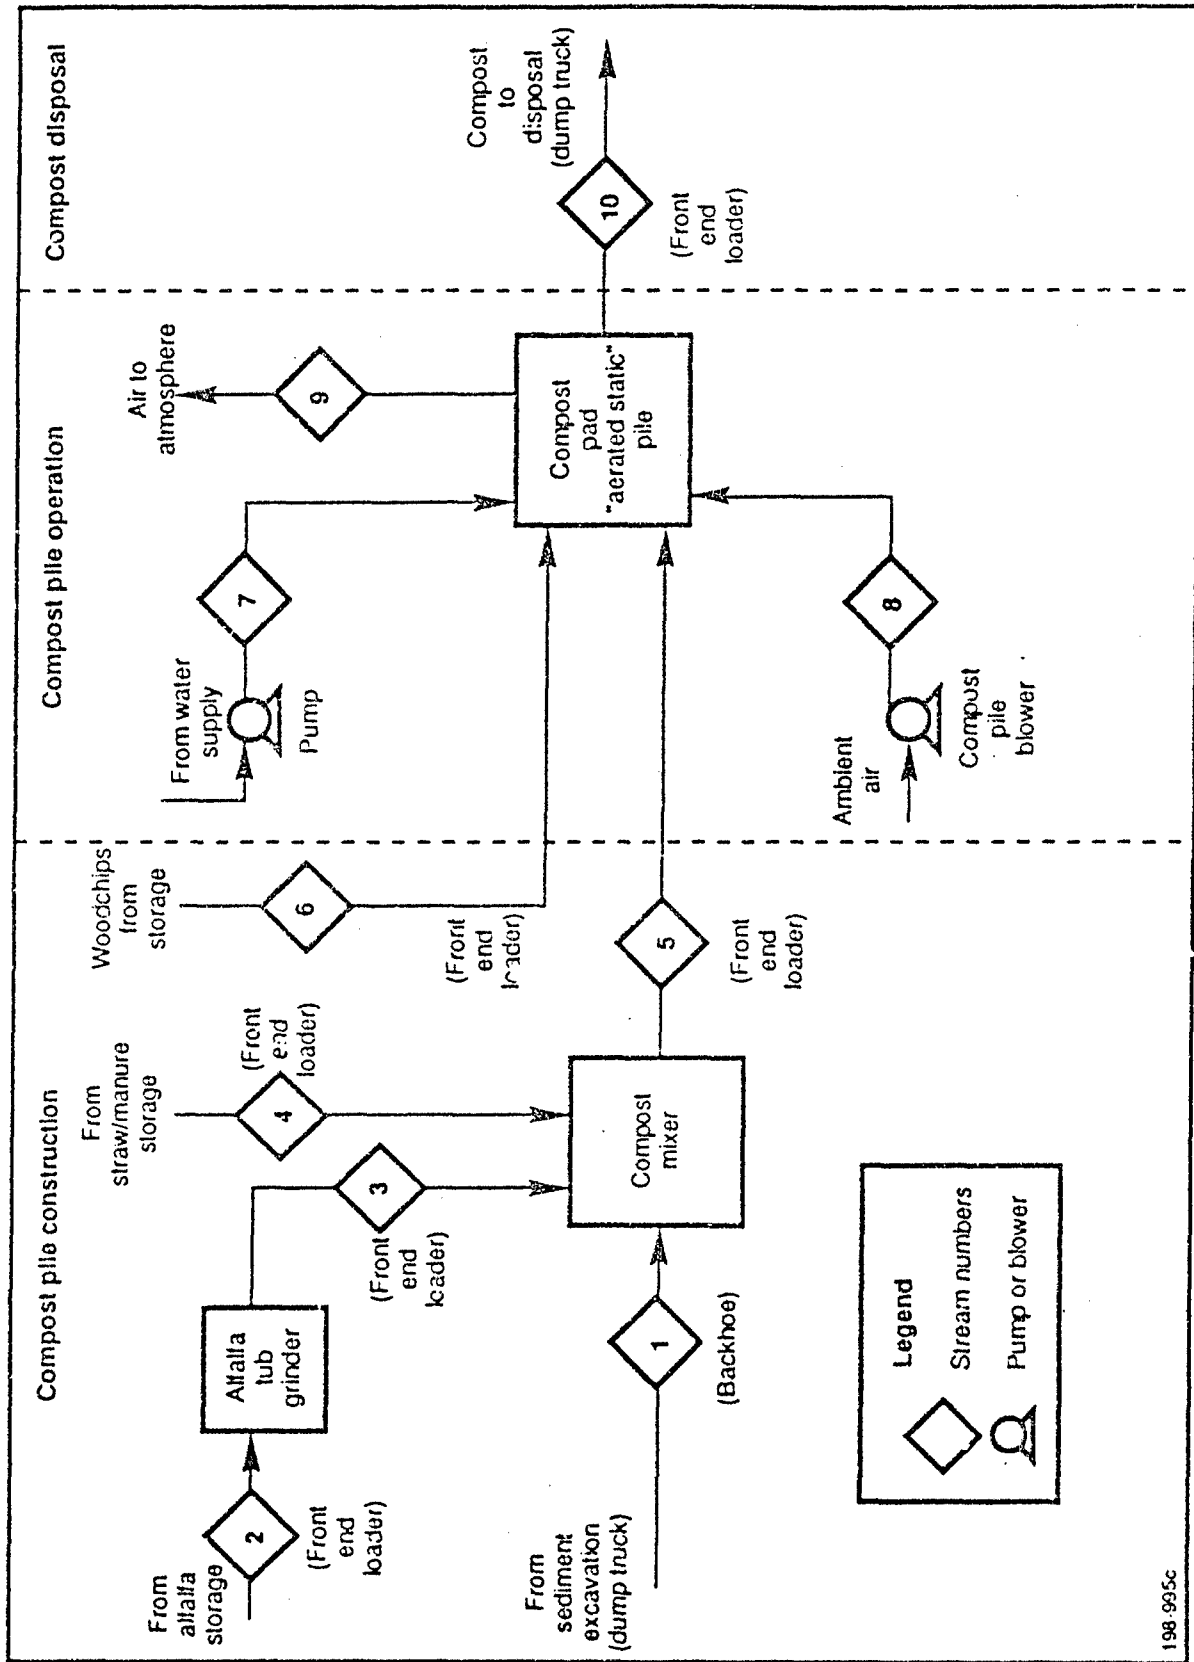 Compost pile construction
Compost pile operation
Compost disposal
From
alfalfa
storage
2
(Front
end
loader)
Alfalfa
tub
grinder
3
(Front
end
loader)
From
straw/manure
storage
4
(Front
end
loader)
Woodchips
from
storage
6
(Front
end
loader)
From
sediment
excavation
(dump truck)
1
(Backhoe)
Compost
mixer
5
(Front
end
loader)
From water
supply
Pump
7
Air to
atmosphere
9
Compost
pad
"aerated static"
pile
Ambient
air
Compost
pile
blower
8
10
(Front
end
loader)
Compost
to
disposal
(dump truck)
Legend
Stream numbers
Pump or blower
198-995c